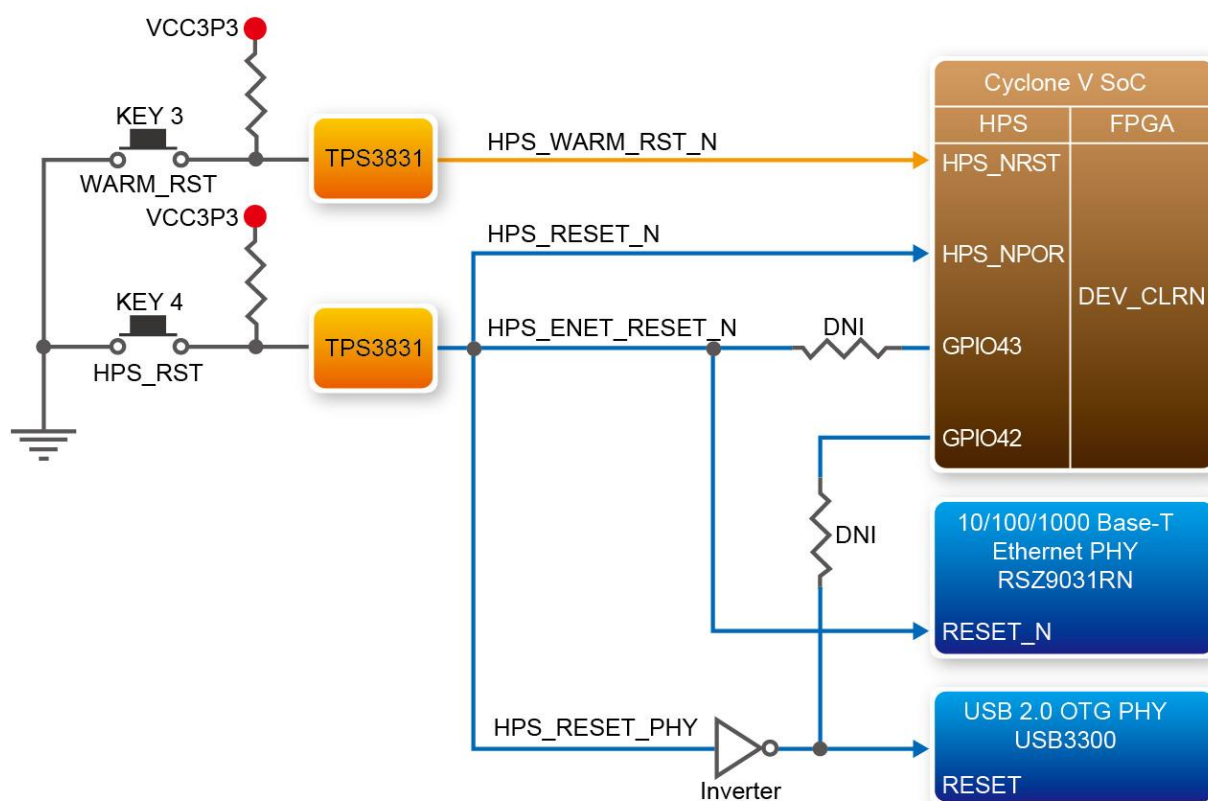 VCC3P3
KEY 3
WARM_RST
TPS3831
HPS_WARM_RST_N
VCC3P3
KEY 4
HPS_RST
TPS3831
HPS_RESET_N
HPS_ENET_RESET_N
DNI
DNI
HPS_RESET_PHY
Inverter
Cyclone V SoC
HPS
FPGA
HPS_NRST
HPS_NPOR
DEV_CLRN
GPIO43
GPIO42
10/100/1000 Base-T
Ethernet PHY
RSZ9031RN
RESET_N
USB 2.0 OTG PHY
USB3300
RESET